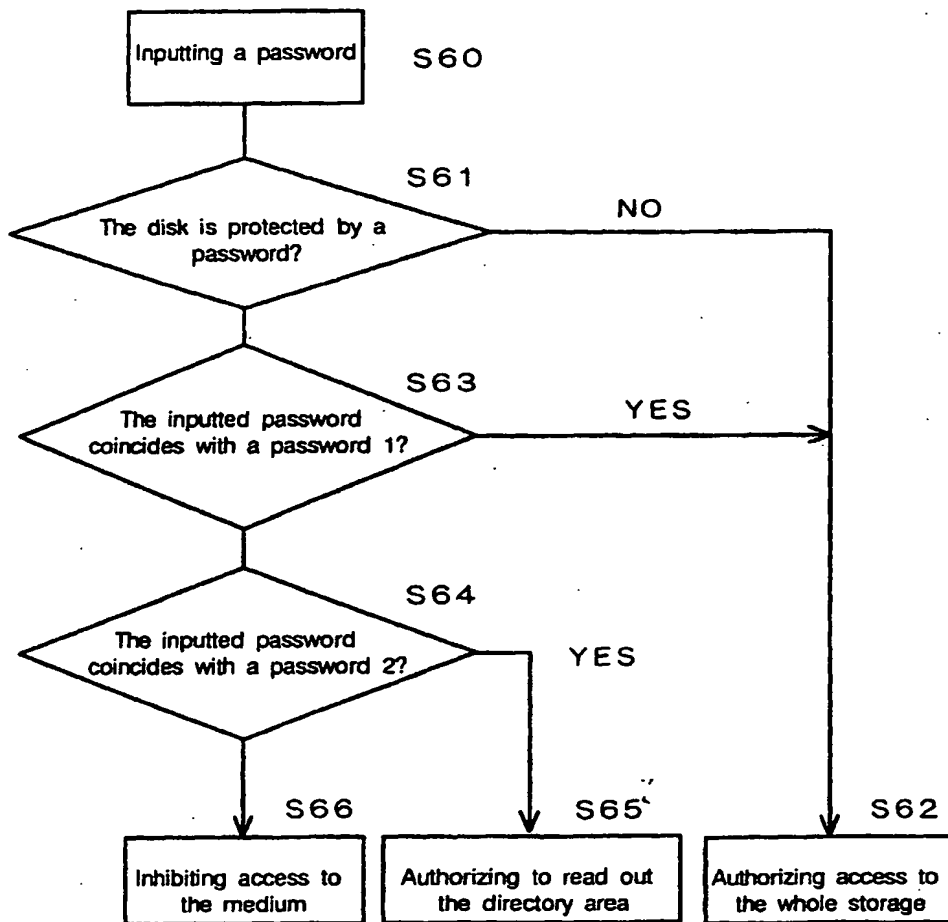 Inputting a password
S60
S61
The disk is protected by a
password?
NO
S63
The inputted password
coincides with a password 1?
YES
S64
The inputted password
coincides with a password 2?
YES
S66
Inhibiting access to
the medium
S65
Authorizing to read out
the directory area
S62
Authorizing access to
the whole storage